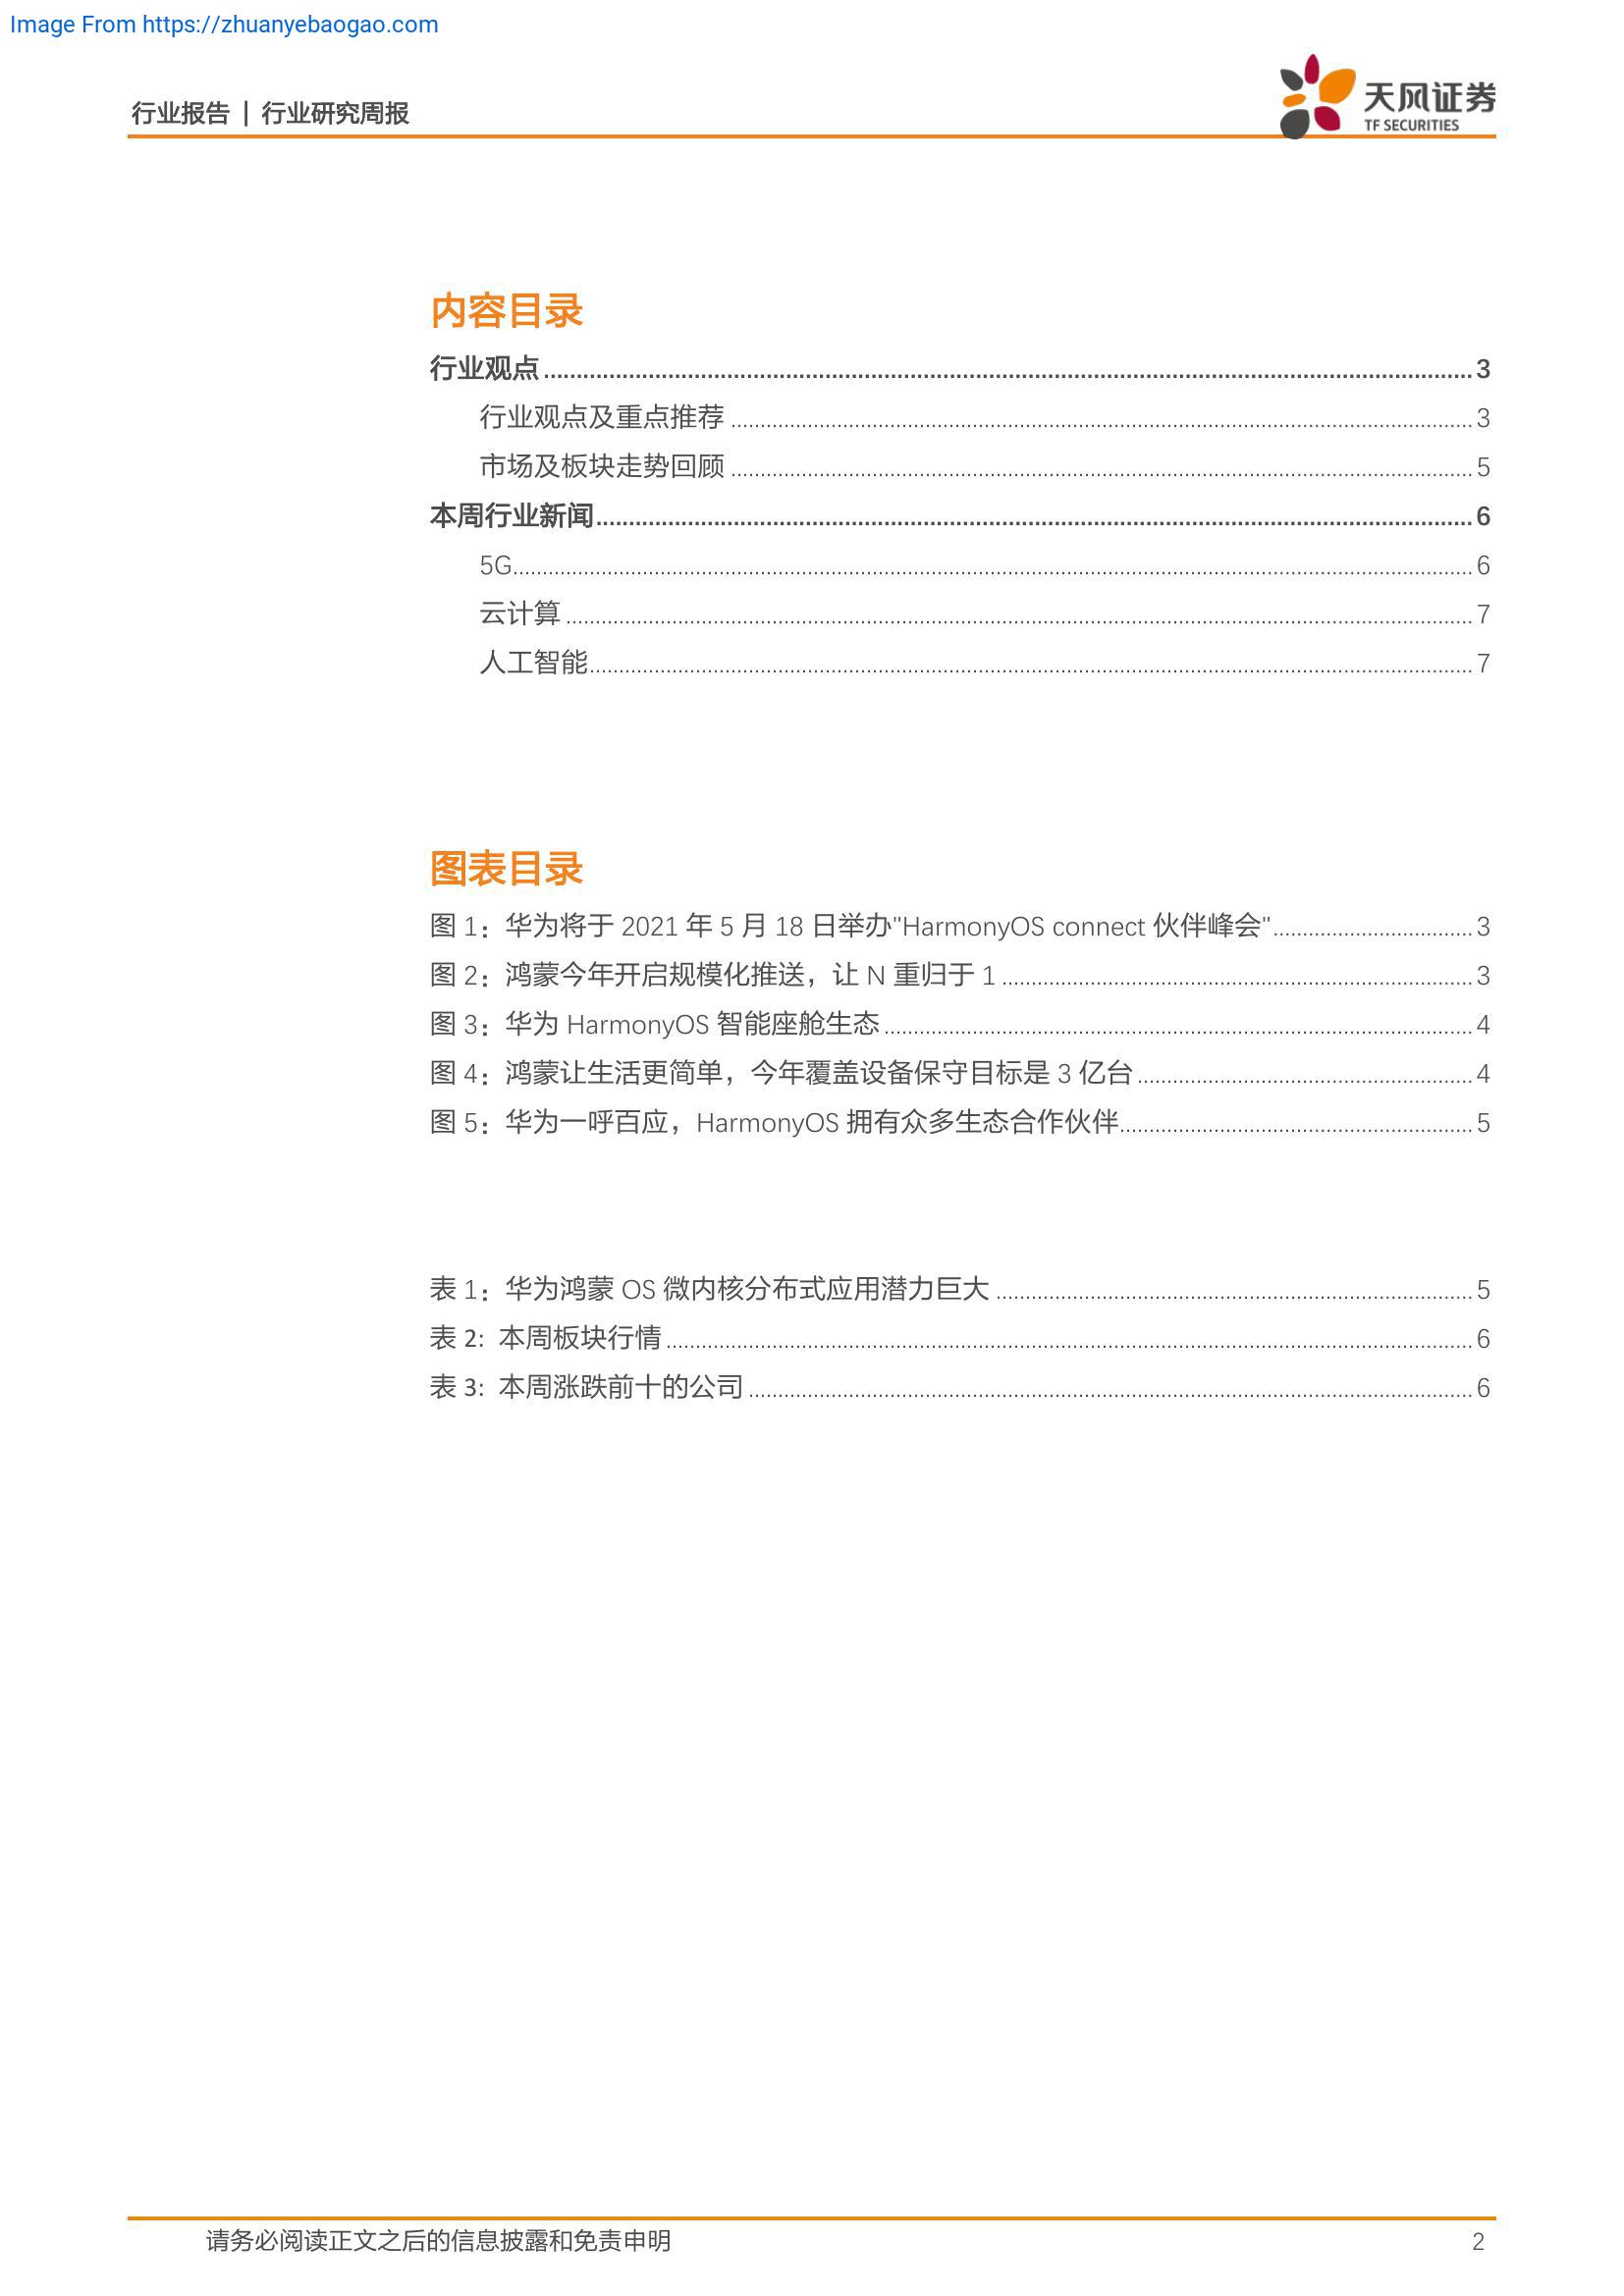 Image From https://zhuanyebaogao.com
行业报告 | 行业研究周报
天风证券
TF SECURITIES
内容目录
行业观点 3
行业观点及重点推荐 3
市场及板块走势回顾 5
本周行业新闻 6
5G 6
云计算 7
人工智能 7
图表目录
图 1：华为将于 2021 年 5 月 18 日举办"HarmonyOS connect 伙伴峰会" 3
图 2：鸿蒙今年开启规模化推送，让 N 重归于 1 3
图 3：华为 HarmonyOS 智能座舱生态 4
图 4：鸿蒙让生活更简单，今年覆盖设备保守目标是 3 亿台 4
图 5：华为一呼百应，HarmonyOS 拥有众多生态合作伙伴 5
表 1：华为鸿蒙 OS 微内核分布式应用潜力巨大 5
表 2: 本周板块行情 6
表 3: 本周涨跌前十的公司 6
请务必阅读正文之后的信息披露和免责申明 2